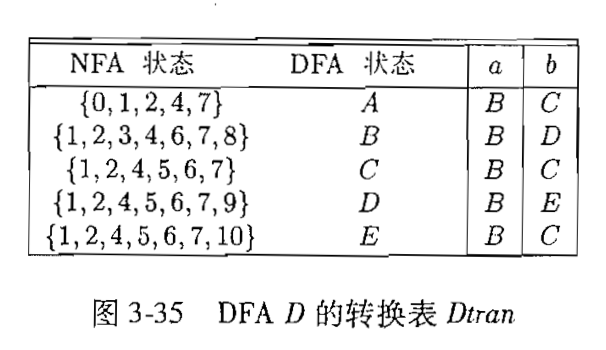 NFA 状态 DFA 状态 a b
{0, 1, 2, 4, 7} A B C
{1, 2, 3, 4, 6, 7, 8} B B D
{1, 2, 4, 5, 6, 7} C B C
{1, 2, 4, 5, 6, 7, 9} D B E
{1, 2, 4, 5, 6, 7, 10} E B C
图 3-35 DFA D 的转换表 Dtran